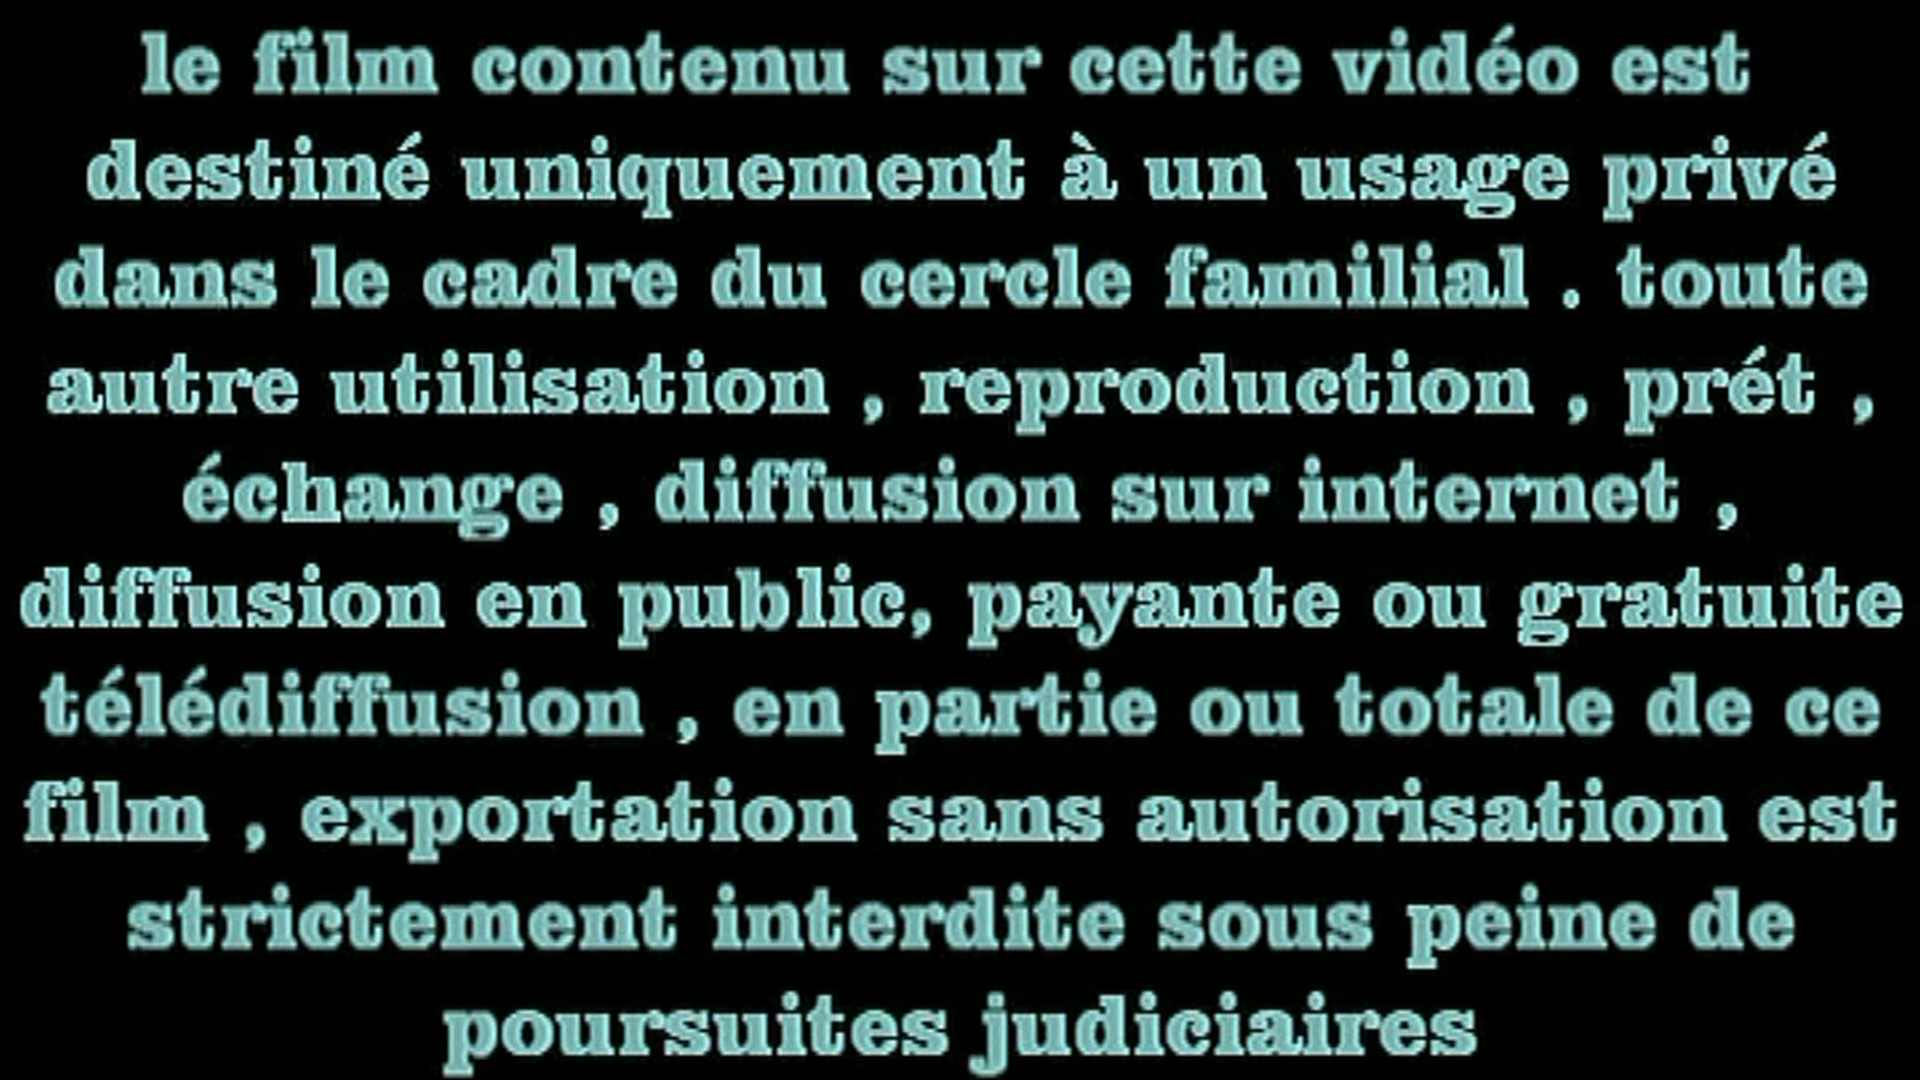 le film contenu sur cette vidéo est
destiné uniquement à un usage privé
dans le cadre du cercle familial . toute
autre utilisation , reproduction , prét ,
échange , diffusion sur internet ,
diffusion en public, payante ou gratuite
télédiffusion , en partie ou totale de ce
film , exportation sans autorisation est
strictement interdite sous peine de
poursuites judiciaires